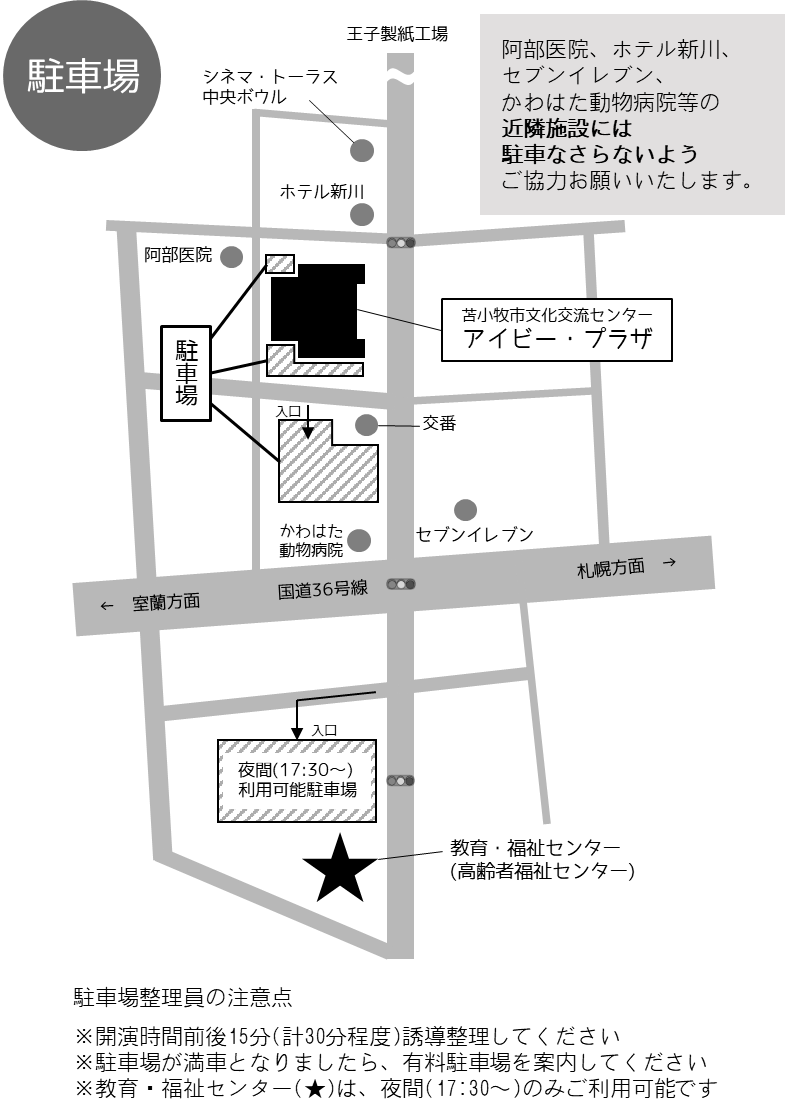 駐車場
王子製紙工場
阿部医院、ホテル新川、
セブンイレブン、
かわはた動物病院等の
近隣施設には
駐車なさらないよう
ご協力お願いいたします。
シネマ・トーラス
中央ボウル
ホテル新川
阿部医院
苫小牧市文化交流センター
アイビー・プラザ
駐車場
入口
交番
かわはた
動物病院
セブンイレブン
札幌方面 →
国道36号線
← 室蘭方面
入口
夜間(17:30〜)
利用可能駐車場
教育・福祉センター
(高齢者福祉センター)
駐車場整理員の注意点
※開演時間前後15分(計30分程度)誘導整理してください
※駐車場が満車となりましたら、有料駐車場を案内してください
※教育・福祉センター(★)は、夜間(17:30〜)のみご利用可能です